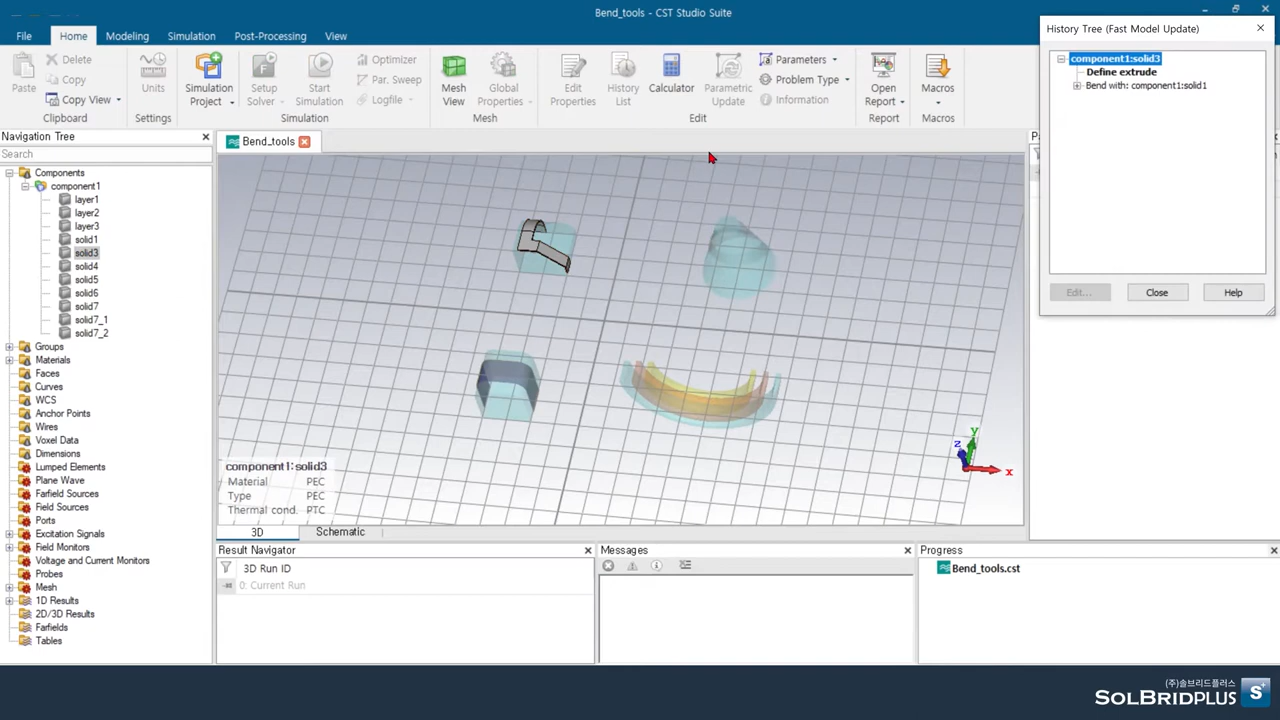 Bend_tools - CST Studio Suite
File Home Modeling Simulation Post-Processing View
Paste
Delete
Copy
Copy View
Clipboard
Units
Settings
Simulation
Project
Setup
Solver
Start
Simulation
Optimizer
Par. Sweep
Logfile
Simulation
Mesh
View
Global
Properties
Mesh
Edit
Properties
History
List
Calculator
Parametric
Update
Parameters
Problem Type
Information
Edit
Open
Report
Report
Macros
Macros
History Tree (Fast Model Update)
component1:solid3
Define extrude
Bend with: component1:solid1
Edit... Close Help
Navigation Tree
Search
Components
component1
layer1
layer2
layer3
solid1
solid3
solid4
solid5
solid6
solid7
solid7_1
solid7_2
Groups
Materials
Faces
Curves
WCS
Anchor Points
Wires
Voxel Data
Dimensions
Lumped Elements
Plane Wave
Farfield Sources
Field Sources
Ports
Excitation Signals
Field Monitors
Voltage and Current Monitors
Probes
Mesh
1D Results
2D/3D Results
Farfields
Tables
Bend_tools
component1:solid3
Material PEC
Type PEC
Thermal cond. PTC
x
y
z
3D Schematic
Result Navigator
3D Run ID
0: Current Run
Messages
Progress
Bend_tools.cst
(주)솔브리드플러스
SOLBRIDPLUS
S+